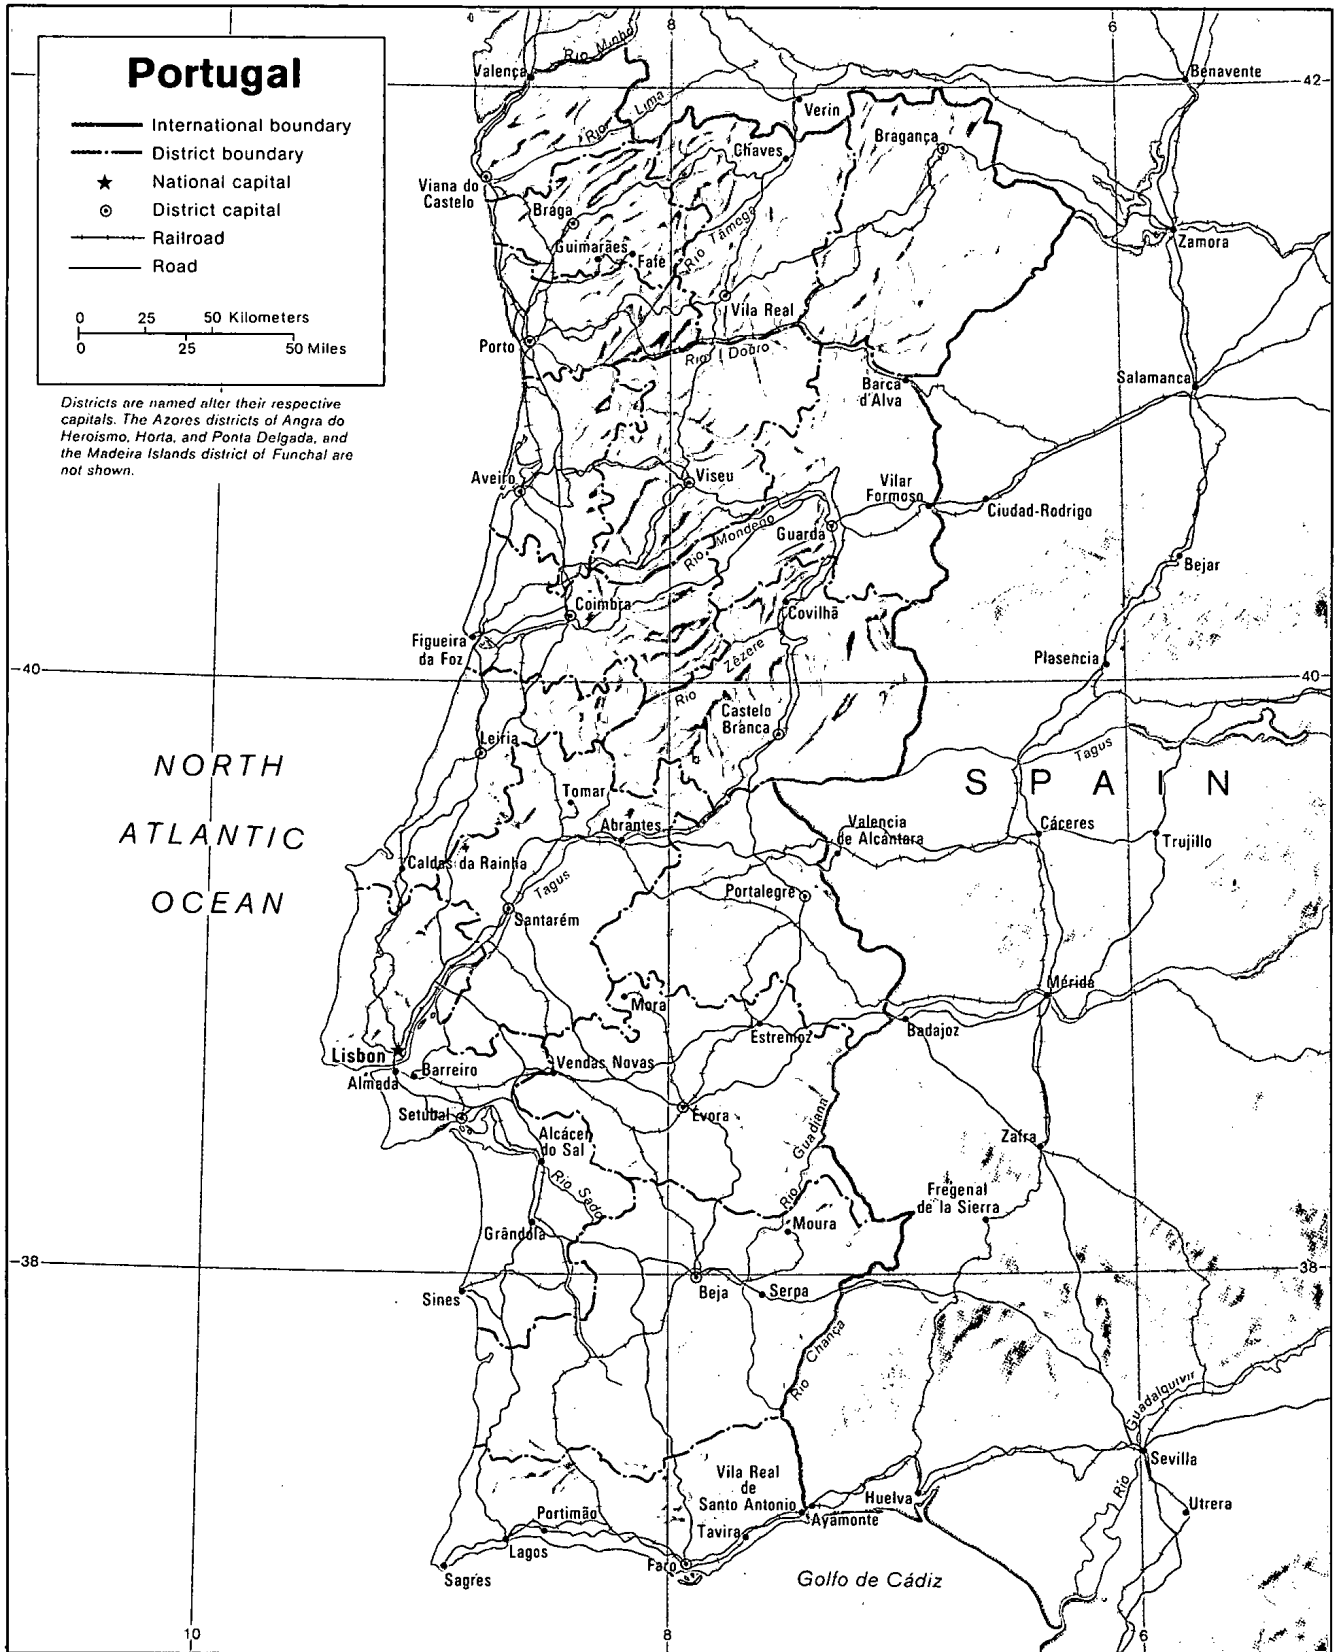 Portugal
International boundary
District boundary
National capital
District capital
Railroad
Road
0 25 50 Kilometers
0 25 50 Miles
Districts are named after their respective
capitals. The Azores districts of Angra do
Heroismo, Horta, and Ponta Delgada, and
the Madeira Islands district of Funchal are
not shown.
8
6
42
Rio Minho
Valença
Benavente
Verin
Rio Lima
Bragança
Chaves
Viana do
Castelo
Braga
Zamora
Rio Tâmega
Guimarães
Fafe
Vila Real
Porto
Rio Douro
Barca
d'Alva
Salamanca
Aveiro
Viseu
Vilar
Formoso
Ciudad-Rodrigo
Rio Mondego
Guarda
Bejar
Coimbra
Covilhã
Figueira
da Foz
Rio Zêzere
Plasencia
40
40
Castelo
Branca
Leiria
Tagus
NORTH
ATLANTIC
OCEAN
SPAIN
Tomar
Abrantes
Valencia
de Alcántara
Cáceres
Trujillo
Caldas da Rainha
Tagus
Portalegre
Santarém
Mérida
Mora
Estremoz
Badajoz
Lisbon
Almada
Barreiro
Vendas Novas
Setúbal
Évora
Alcácer
do Sal
Rio Guadiana
Zafra
Rio Sado
Fregenal
de la Sierra
Grândola
Moura
38
38
Sines
Beja
Serpa
Rio Chança
Guadalquivir
Rio
Sevilla
Vila Real
de
Santo Antonio
Huelva
Utrera
Portimão
Ayamonte
Tavira
Lagos
Faro
Sagres
Golfo de Cádiz
10
8
6